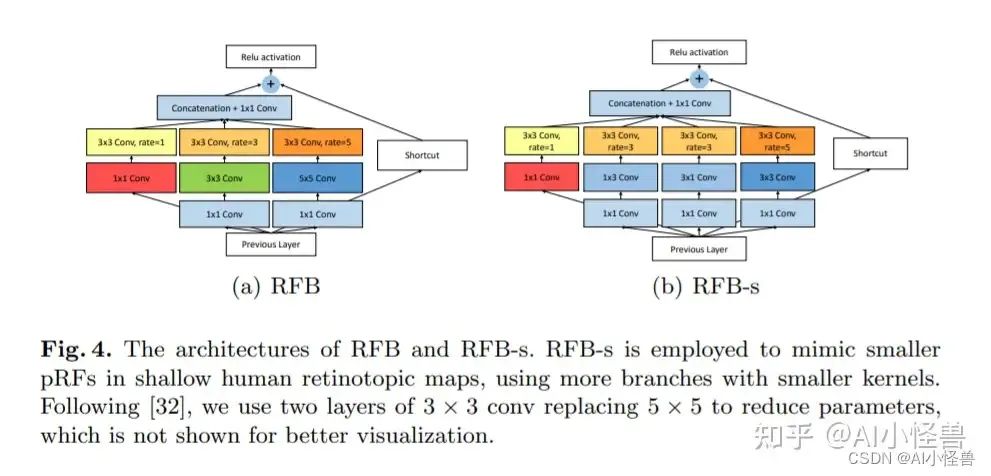 Relu activation
+
Concatenation + 1x1 Conv
3x3 Conv, rate=1
3x3 Conv, rate=3
3x3 Conv, rate=5
Shortcut
1x1 Conv
3x3 Conv
5x5 Conv
1x1 Conv
1x1 Conv
Previous Layer
(a) RFB
Relu activation
+
Concatenation + 1x1 Conv
3x3 Conv,
rate=1
3x3 Conv,
rate=3
3x3 Conv,
rate=3
3x3 Conv,
rate=5
Shortcut
1x1 Conv
1x3 Conv
3x1 Conv
3x3 Conv
1x1 Conv
1x1 Conv
1x1 Conv
Previous Layer
(b) RFB-s
Fig. 4. The architectures of RFB and RFB-s. RFB-s is employed to mimic smaller
pRFs in shallow human retinotopic maps, using more branches with smaller kernels.
Following [32], we use two layers of 3 × 3 conv replacing 5 × 5 to reduce parameters,
which is not shown for better visualization.
知乎 @AI小怪兽
CSDN @AI小怪兽